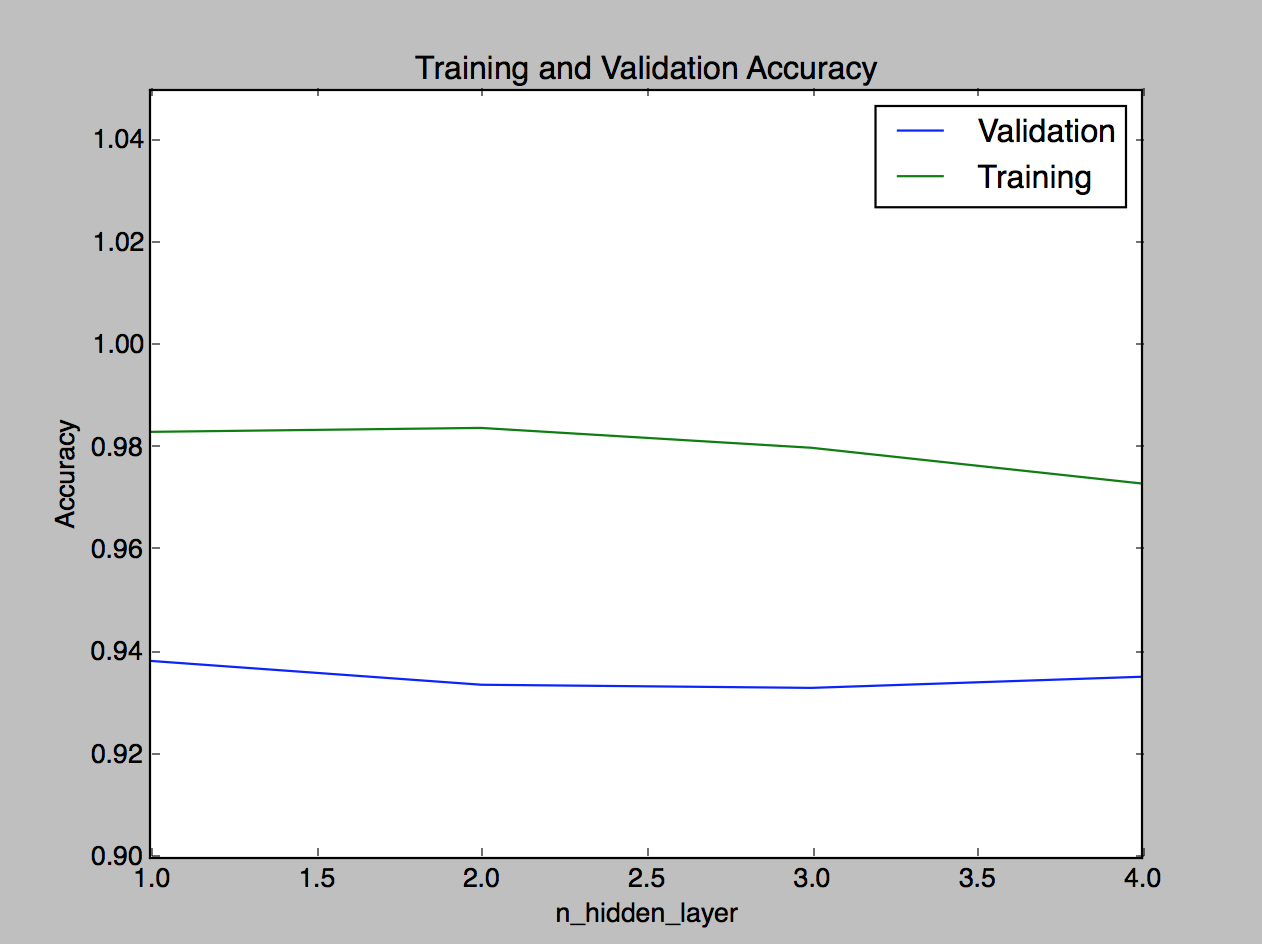 Training and Validation Accuracy
Validation
Training
1.04
1.02
1.00
0.98
0.96
0.94
0.92
0.90
Accuracy
1.0 1.5 2.0 2.5 3.0 3.5 4.0
n_hidden_layer